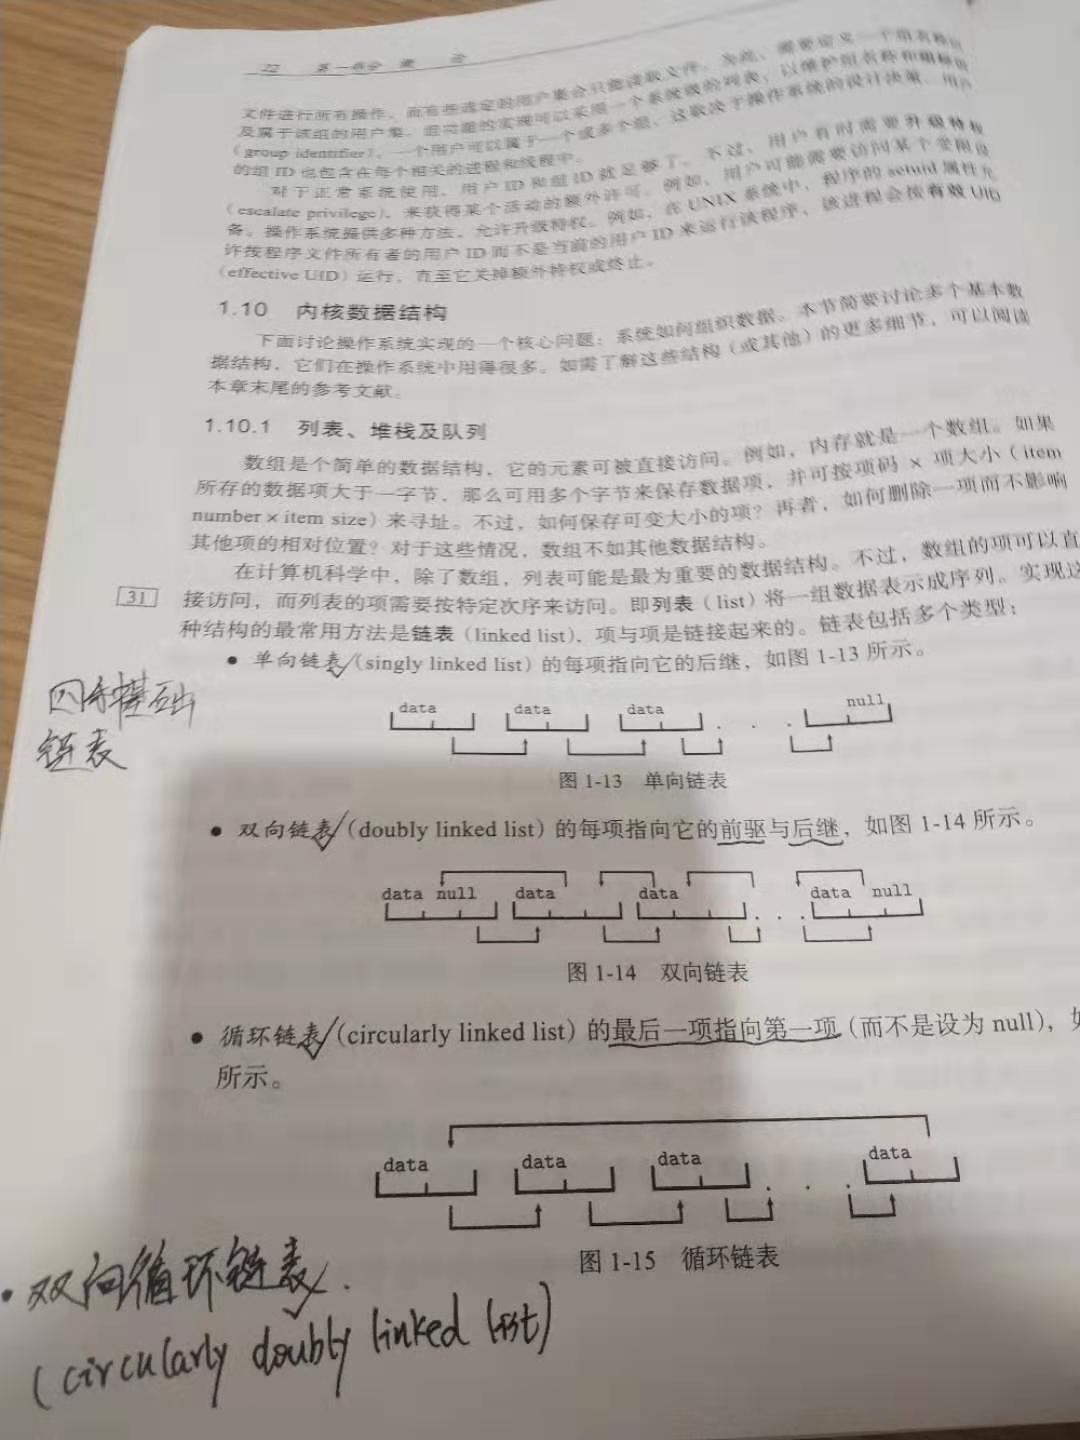 22 第一部分 概 论
文件进行所有操作，而有些选定的用户集合只能读取文件。为此，需要定义一个组名称以
及属于该组的用户集。组功能的实现可以采用一个系统级的列表，以维护组名称和组标识
(group identifier)。一个用户可以属于一个或多个组，这取决于操作系统的设计决策。用户
的组 ID 也包含在每个相关的进程和线程中。
对于正常系统使用，用户 ID 和组 ID 就足够了。不过，用户有时需要升级特权
(escalate privilege)，来获得某个活动的额外许可。例如，用户可能需要访问某个受限设
备。操作系统提供多种方法，允许升级特权。例如，在 UNIX 系统中，程序的 setuid 属性允
许按程序文件所有者的用户 ID 而不是当前的用户 ID 来运行该程序，该进程会按有效 UID
(effective UID) 运行，直至它关掉额外特权或终止。
1.10 内核数据结构
下面讨论操作系统实现的一个核心问题：系统如何组织数据。本节简要讨论多个基本数
据结构，它们在操作系统中用得很多。如需了解这些结构（或其他）的更多细节，可以阅读
本章末尾的参考文献。
1.10.1 列表、堆栈及队列
数组是个简单的数据结构，它的元素可被直接访问。例如，内存就是一个数组。如果
所存的数据项大于一字节，那么可用多个字节来保存数据项，并可按项码 × 项大小（item
number × item size）来寻址。不过，如何保存可变大小的项？再者，如何删除一项而不影响
其他项的相对位置？对于这些情况，数组不如其他数据结构。
在计算机科学中，除了数组，列表可能是最为重要的数据结构。不过，数组的项可以直
31 接访问，而列表的项需要按特定次序来访问。即列表（list）将一组数据表示成序列。实现这
种结构的最常用方法是链表（linked list），项与项是链接起来的。链表包括多个类型：
• 单向链表（singly linked list）的每项指向它的后继，如图 1-13 所示。
四种基础
链表
data data data null
图 1-13 单向链表
• 双向链表（doubly linked list）的每项指向它的前驱与后继，如图 1-14 所示。
data null data data data null
图 1-14 双向链表
• 循环链表（circularly linked list）的最后一项指向第一项（而不是设为 null），如
所示。
data data data data
图 1-15 循环链表
• 双向循环链表.
(circularly doubly linked list)